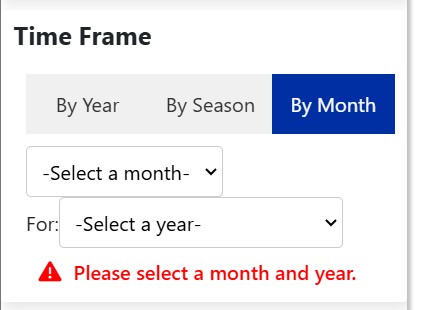 Time Frame
By Year By Season By Month
-Select a month-
For: -Select a year-
Please select a month and year.